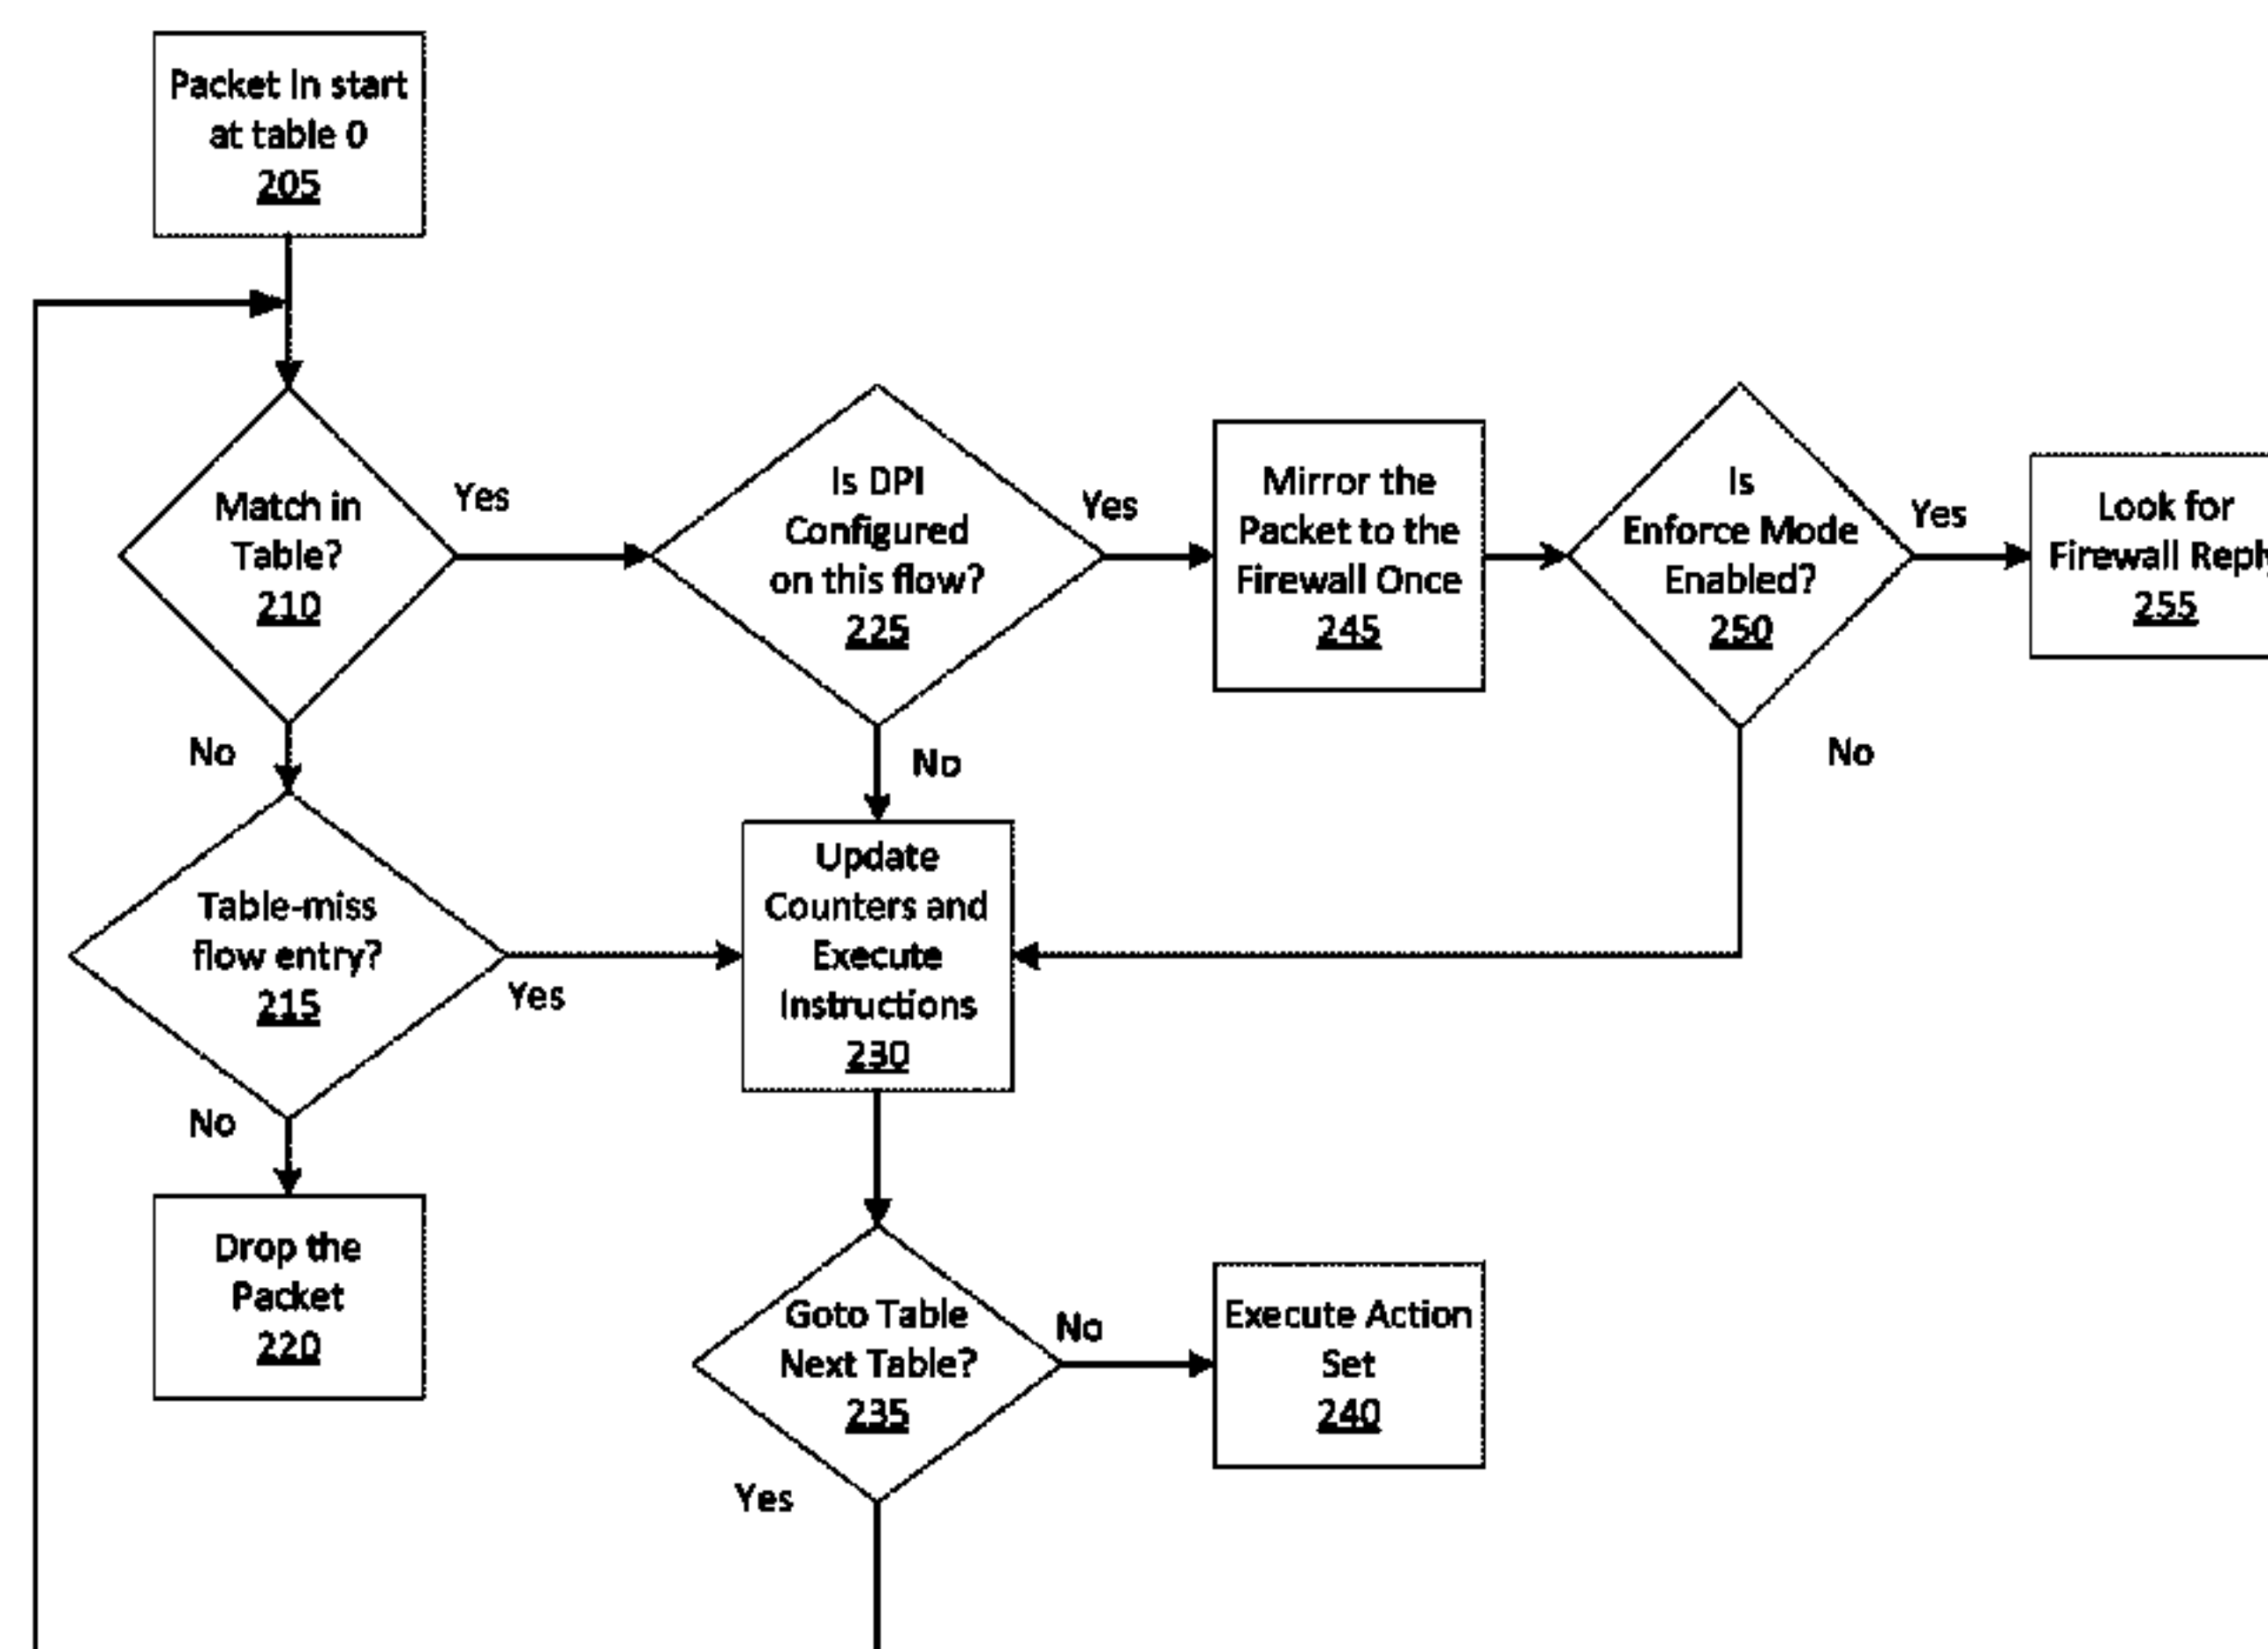 Packet In start
at table 0
205
Match in
Table?
210
Yes
Is DPI
Configured
on this flow?
225
Yes
Mirror the
Packet to the
Firewall Once
245
Is
Enforce Mode
Enabled?
250
Yes
Look for
Firewall Reply
255
No
No
No
Table-miss
flow entry?
215
Yes
Update
Counters and
Execute
Instructions
230
No
Drop the
Packet
220
Goto Table
Next Table?
235
No
Execute Action
Set
240
Yes